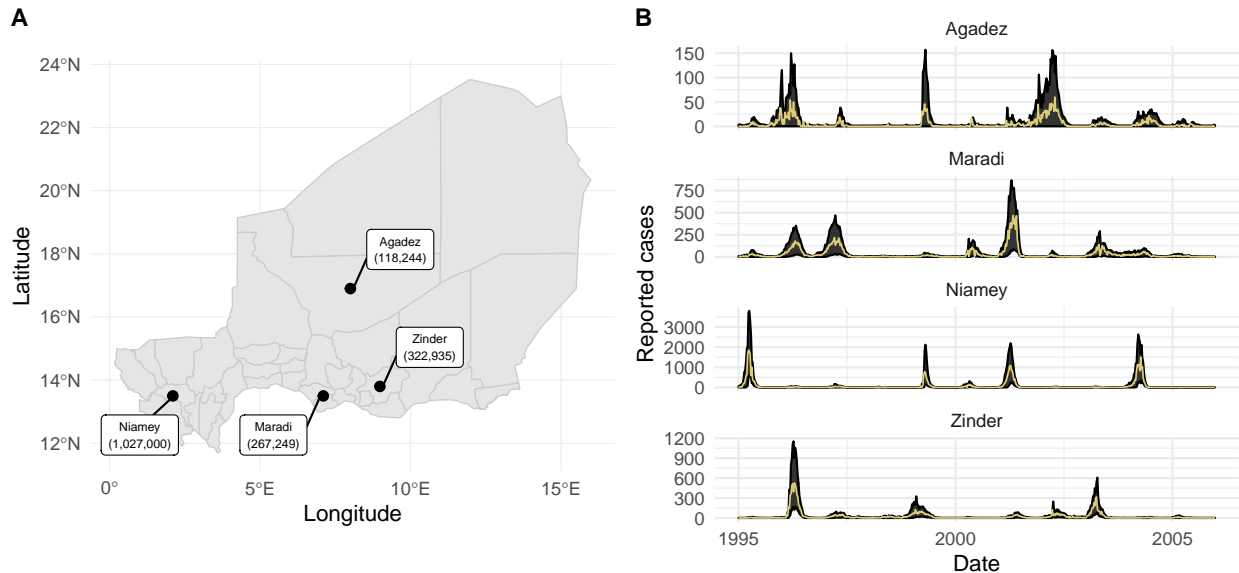 A
24°N
22°N
20°N
18°N
16°N
14°N
12°N
Latitude
Agadez
(118,244)
Zinder
(322,935)
Niamey
(1,027,000)
Maradi
(267,249)
0°
5°E
10°E
15°E
Longitude
B
Reported cases
Agadez
150
100
50
0
Maradi
750
500
250
0
Niamey
3000
2000
1000
0
Zinder
1200
900
600
300
0
1995
2000
2005
Date